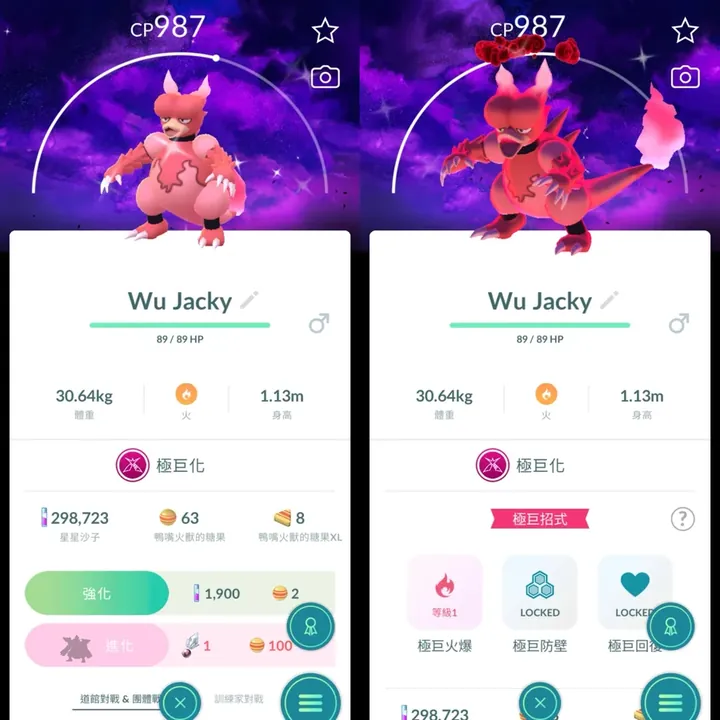 CP987
Wu Jacky
89 / 89 HP
30.64kg
1.13m
體重
火
身高
極巨化
298,723
63
8
星星沙子
鴨嘴火獸的糖果
鴨嘴火獸的糖果XL
強化
1,900
2
進化
1
100
道館對戰 & 團體戰
訓練家對戰
CP987
Wu Jacky
89 / 89 HP
30.64kg
1.13m
體重
火
身高
極巨化
極巨招式
?
等級1
LOCKED
LOCKED
極巨火爆
極巨防壁
極巨回復
298,723